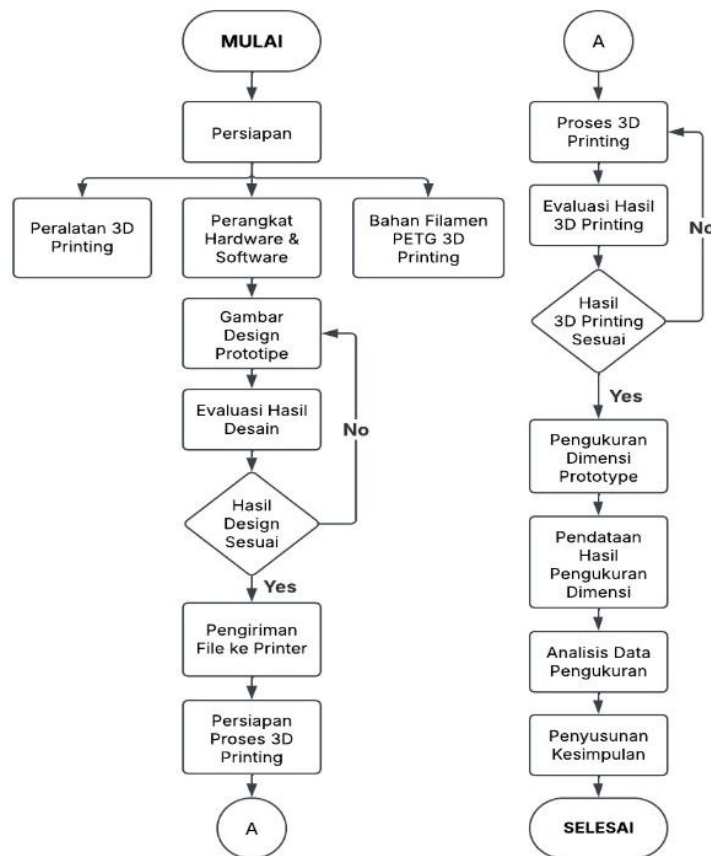 MULAI
Persiapan
Peralatan 3D
Printing
Perangkat
Hardware &
Software
Bahan Filamen
PETG 3D
Printing
Gambar
Design
Prototipe
Evaluasi Hasil
Desain
No
Hasil
Design
Sesuai
Yes
Pengiriman
File ke Printer
Persiapan
Proses 3D
Printing
A
A
Proses 3D
Printing
Evaluasi Hasil
3D Printing
No
Hasil
3D Printing
Sesuai
Yes
Pengukuran
Dimensi
Prototype
Pendataan
Hasil
Pengukuran
Dimensi
Analisis Data
Pengukuran
Penyusunan
Kesimpulan
SELESAI